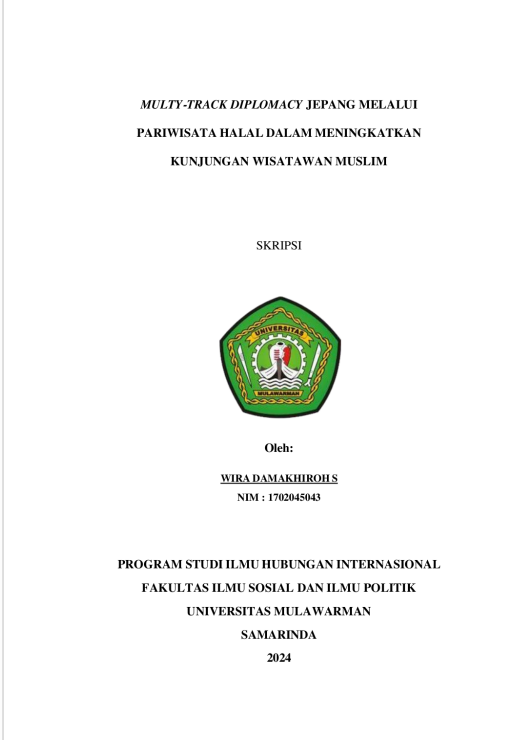 MULTY-TRACK DIPLOMACY JEPANG MELALUI
PARIWISATA HALAL DALAM MENINGKATKAN
KUNJUNGAN WISATAWAN MUSLIM
SKRIPSI
UNIVERSITAS
MULAWARMAN
Oleh:
WIRA DAMAKHIROH S
NIM : 1702045043
PROGRAM STUDI ILMU HUBUNGAN INTERNASIONAL
FAKULTAS ILMU SOSIAL DAN ILMU POLITIK
UNIVERSITAS MULAWARMAN
SAMARINDA
2024